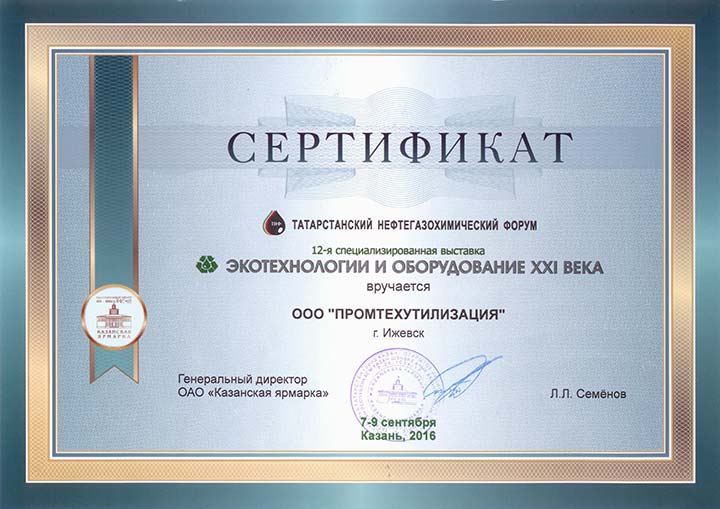 СЕРТИФИКАТ
ТНФ
ТАТАРСТАНСКИЙ НЕФТЕГАЗОХИМИЧЕСКИЙ ФОРУМ
12-я специализированная выставка
ЭКОТЕХНОЛОГИИ И ОБОРУДОВАНИЕ XXI ВЕКА
вручается
ООО "ПРОМТЕХУТИЛИЗАЦИЯ"
г. Ижевск
КАЗАНСКАЯ
ЯРМАРКА
Генеральный директор
ОАО «Казанская ярмарка»
Л.Л. Семёнов
7-9 сентября
Казань, 2016